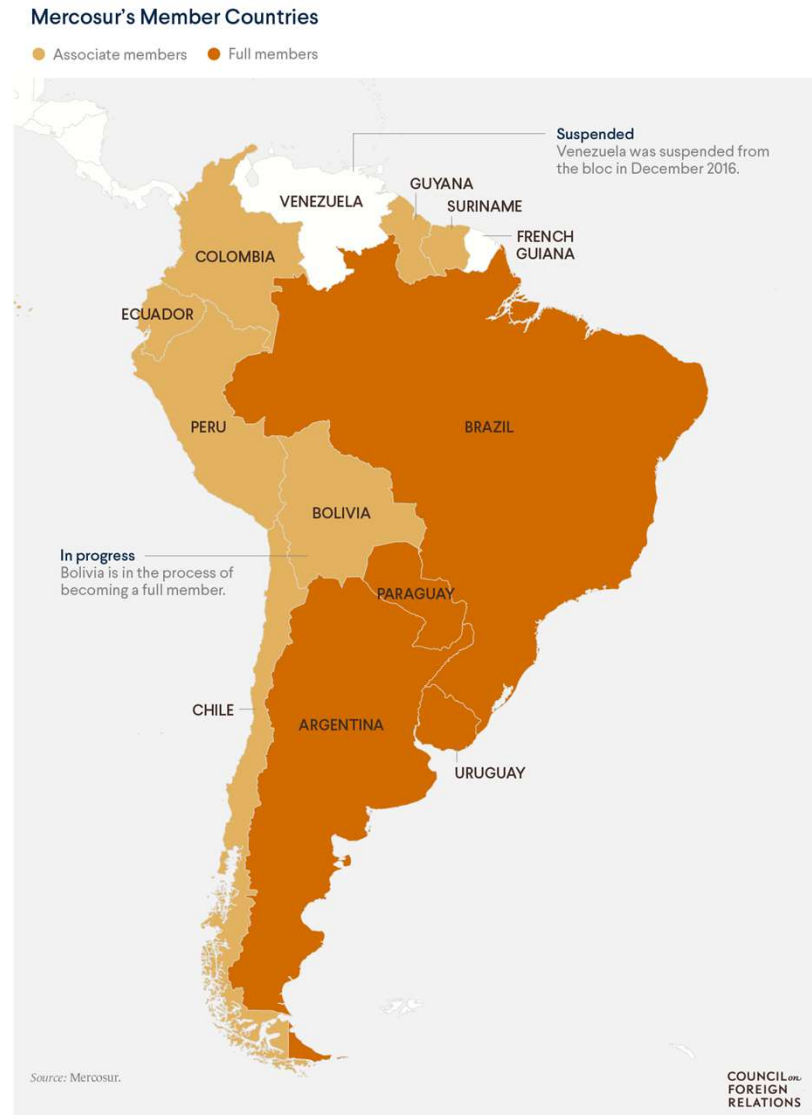 Mercosur's Member Countries
Associate members
Full members
Suspended
Venezuela was suspended from
the bloc in December 2016.
VENEZUELA
GUYANA
SURINAME
FRENCH
GUIANA
COLOMBIA
ECUADOR
PERU
BRAZIL
BOLIVIA
In progress
Bolivia is in the process of
becoming a full member.
PARAGUAY
CHILE
ARGENTINA
URUGUAY
Source: Mercosur.
COUNCIL on
FOREIGN
RELATIONS